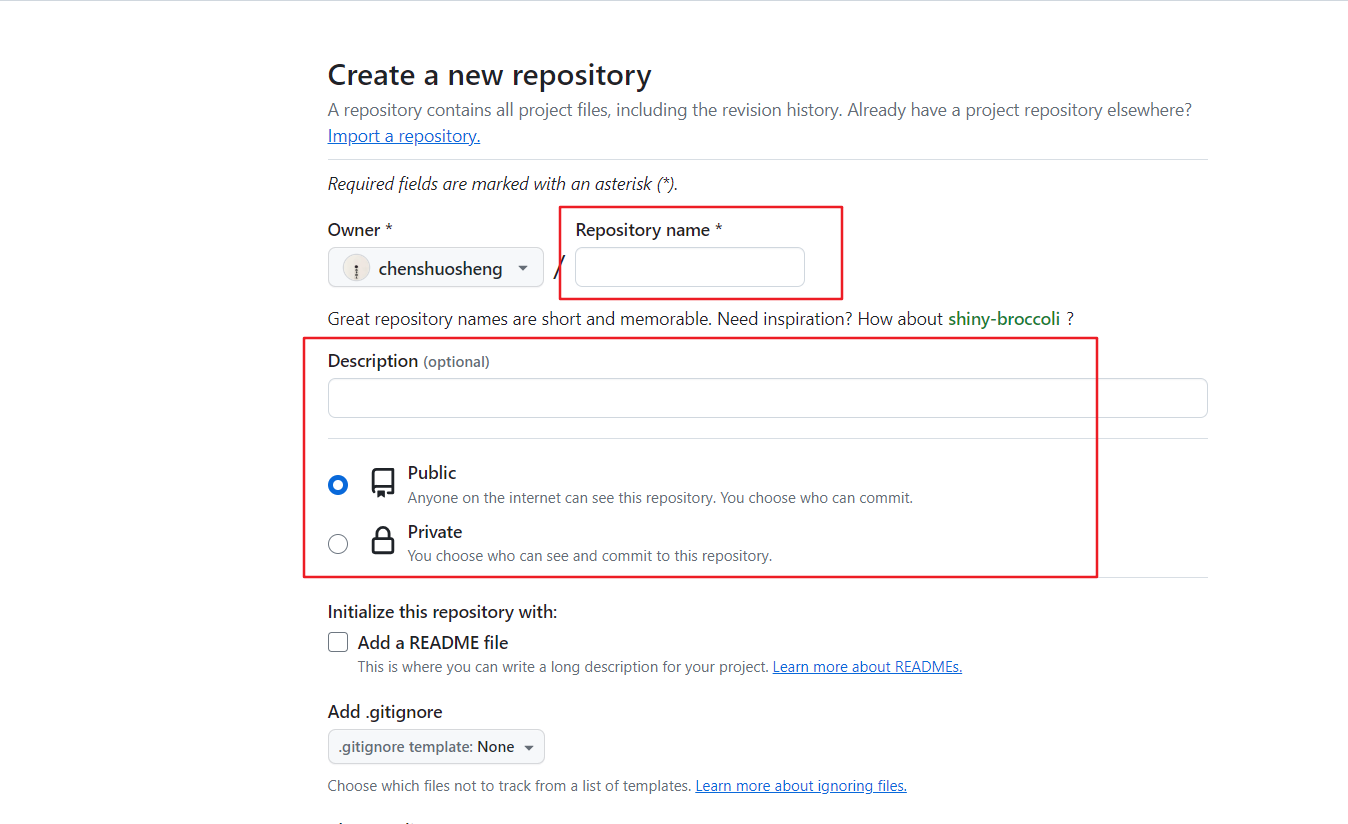 Create a new repository
A repository contains all project files, including the revision history. Already have a project repository elsewhere?
Import a repository.
Required fields are marked with an asterisk (*).
Owner *
Repository name *
chenshuosheng
/
Great repository names are short and memorable. Need inspiration? How about shiny-broccoli ?
Description (optional)
Public
Anyone on the internet can see this repository. You choose who can commit.
Private
You choose who can see and commit to this repository.
Initialize this repository with:
Add a README file
This is where you can write a long description for your project. Learn more about READMEs.
Add .gitignore
.gitignore template: None
Choose which files not to track from a list of templates. Learn more about ignoring files.